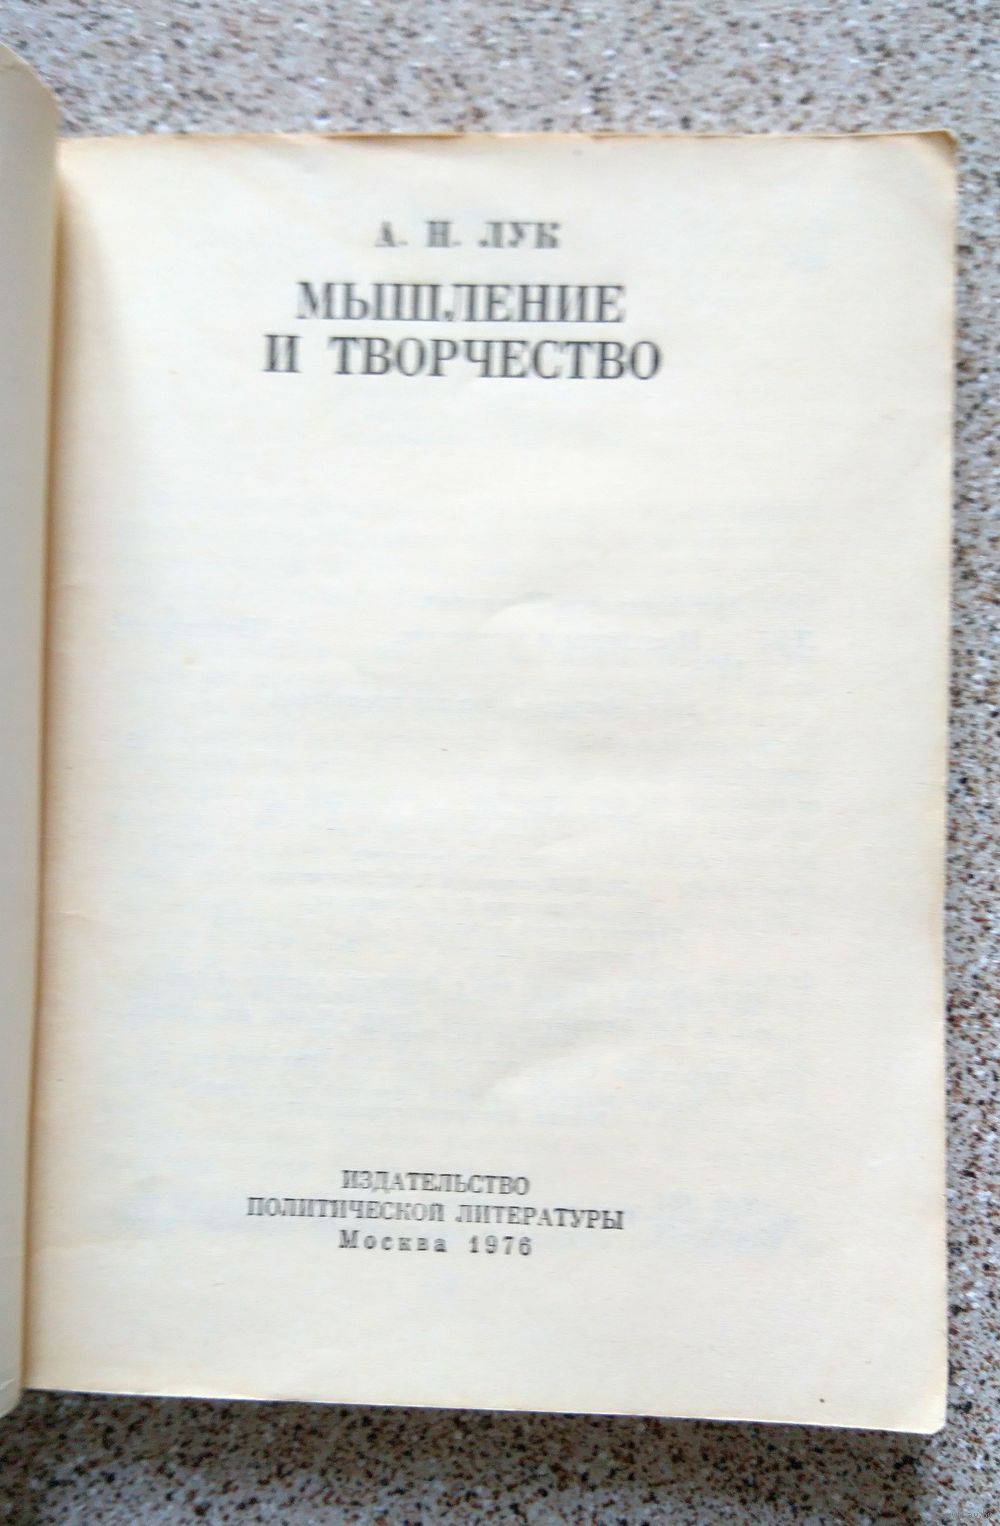 А. Н. ЛУК
МЫШЛЕНИЕ
И ТВОРЧЕСТВО
ИЗДАТЕЛЬСТВО
ПОЛИТИЧЕСКОЙ ЛИТЕРАТУРЫ
Москва 1976